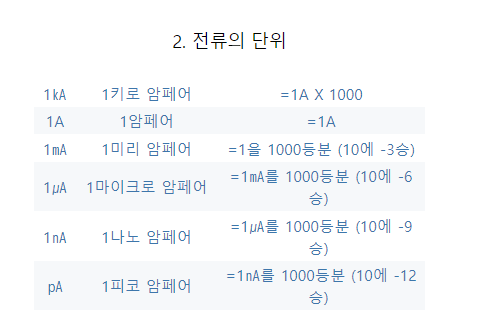 2. 전류의 단위
1㎄ 1키로 암페어 =1A X 1000
1A 1암페어 =1A
1㎃ 1미리 암페어 =1을 1000등분 (10에 -3승)
1㎂ 1마이크로 암페어 =1㎃를 1000등분 (10에 -6
승)
1㎁ 1나노 암페어 =1㎂를 1000등분 (10에 -9
승)
pA 1피코 암페어 =1㎁를 1000등분 (10에 -12
승)